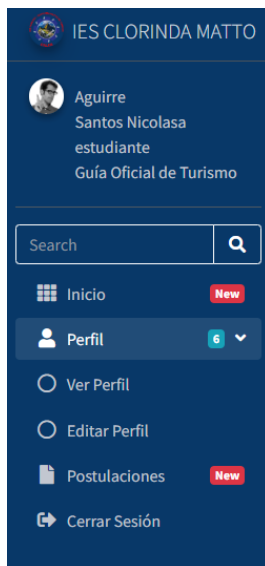 IES CLORINDA MATTO
Aguirre
Santos Nicolasa
estudiante
Guía Oficial de Turismo
Search
Inicio New
Perfil 6
Ver Perfil
Editar Perfil
Postulaciones New
Cerrar Sesión